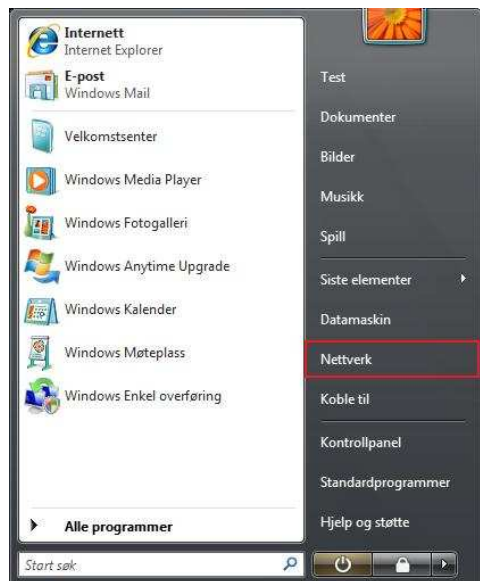 Internett
Internet Explorer
E-post
Windows Mail
Velkomstsenter
Windows Media Player
Windows Fotogalleri
Windows Anytime Upgrade
Windows Kalender
Windows Møteplass
Windows Enkel overføring
Alle programmer
Start søk
Test
Dokumenter
Bilder
Musikk
Spill
Siste elementer
Datamaskin
Nettverk
Koble til
Kontrollpanel
Standardprogrammer
Hjelp og støtte